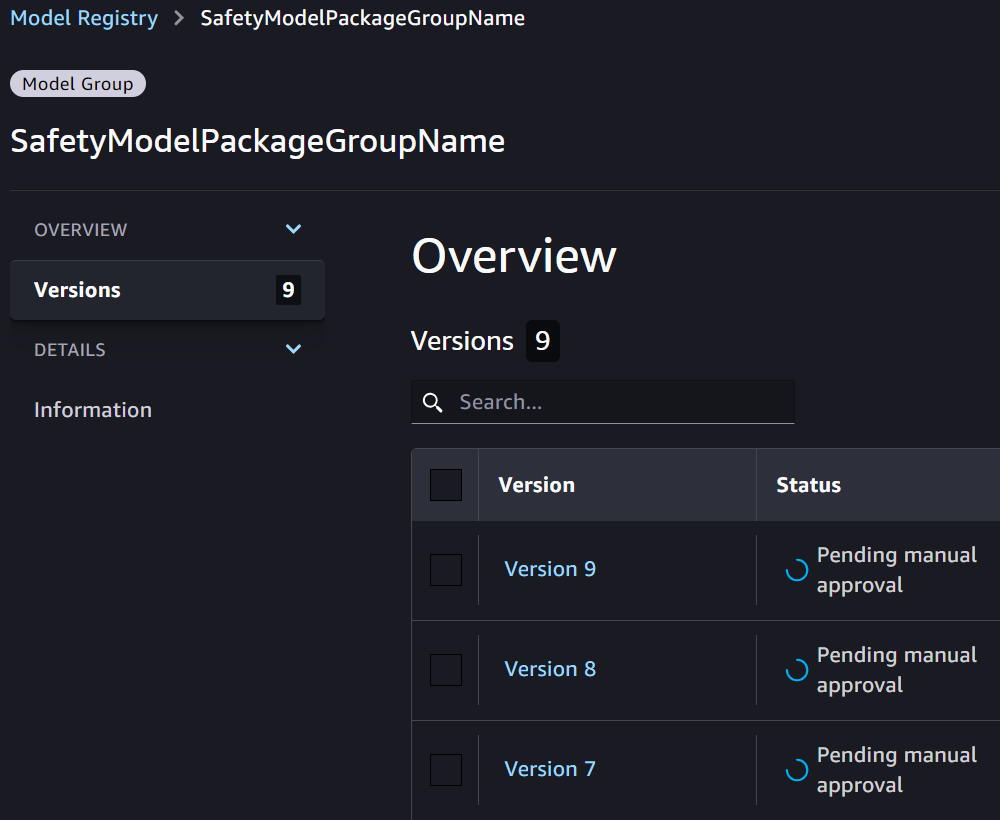 Model Registry > SafetyModelPackageGroupName
Model Group
SafetyModelPackageGroupName
OVERVIEW
Versions 9
DETAILS
Information
Overview
Versions 9
Search...
Version Status
Version 9 Pending manual
approval
Version 8 Pending manual
approval
Version 7 Pending manual
approval